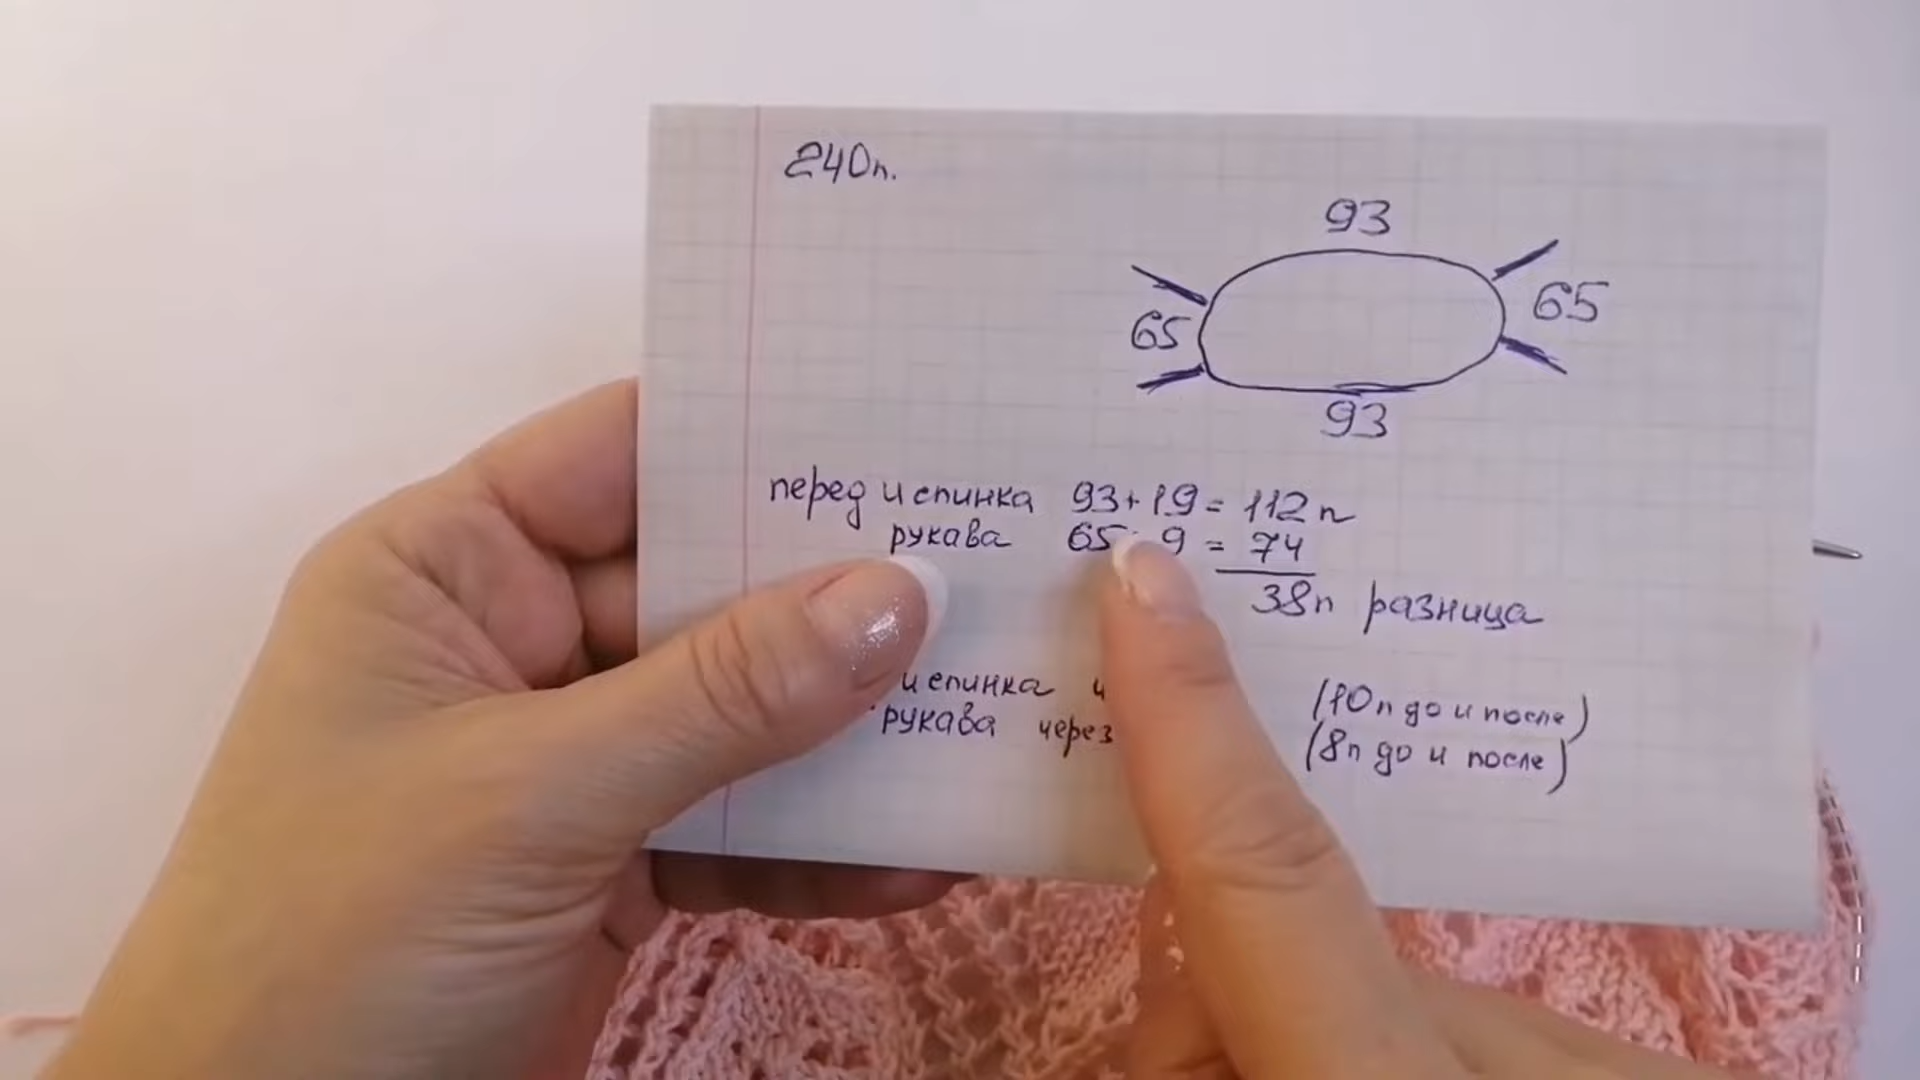 240п.
93
65
65
93
перед и спинка 93+19 = 112п
рукава 65 9 = 74
38п разница
и спинка (10п до и после)
рукава через (8п до и после)